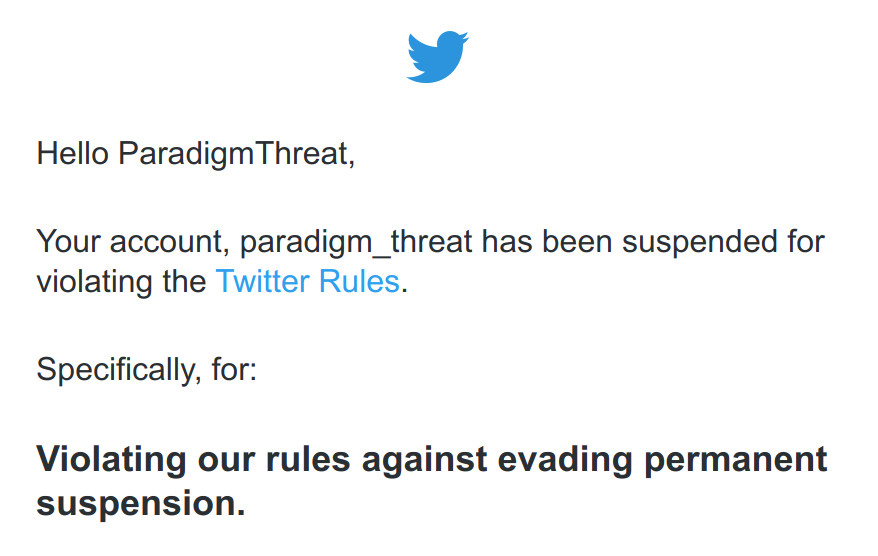 Hello ParadigmThreat,
Your account, paradigm_threat has been suspended for
violating the Twitter Rules.
Specifically, for:
Violating our rules against evading permanent
suspension.